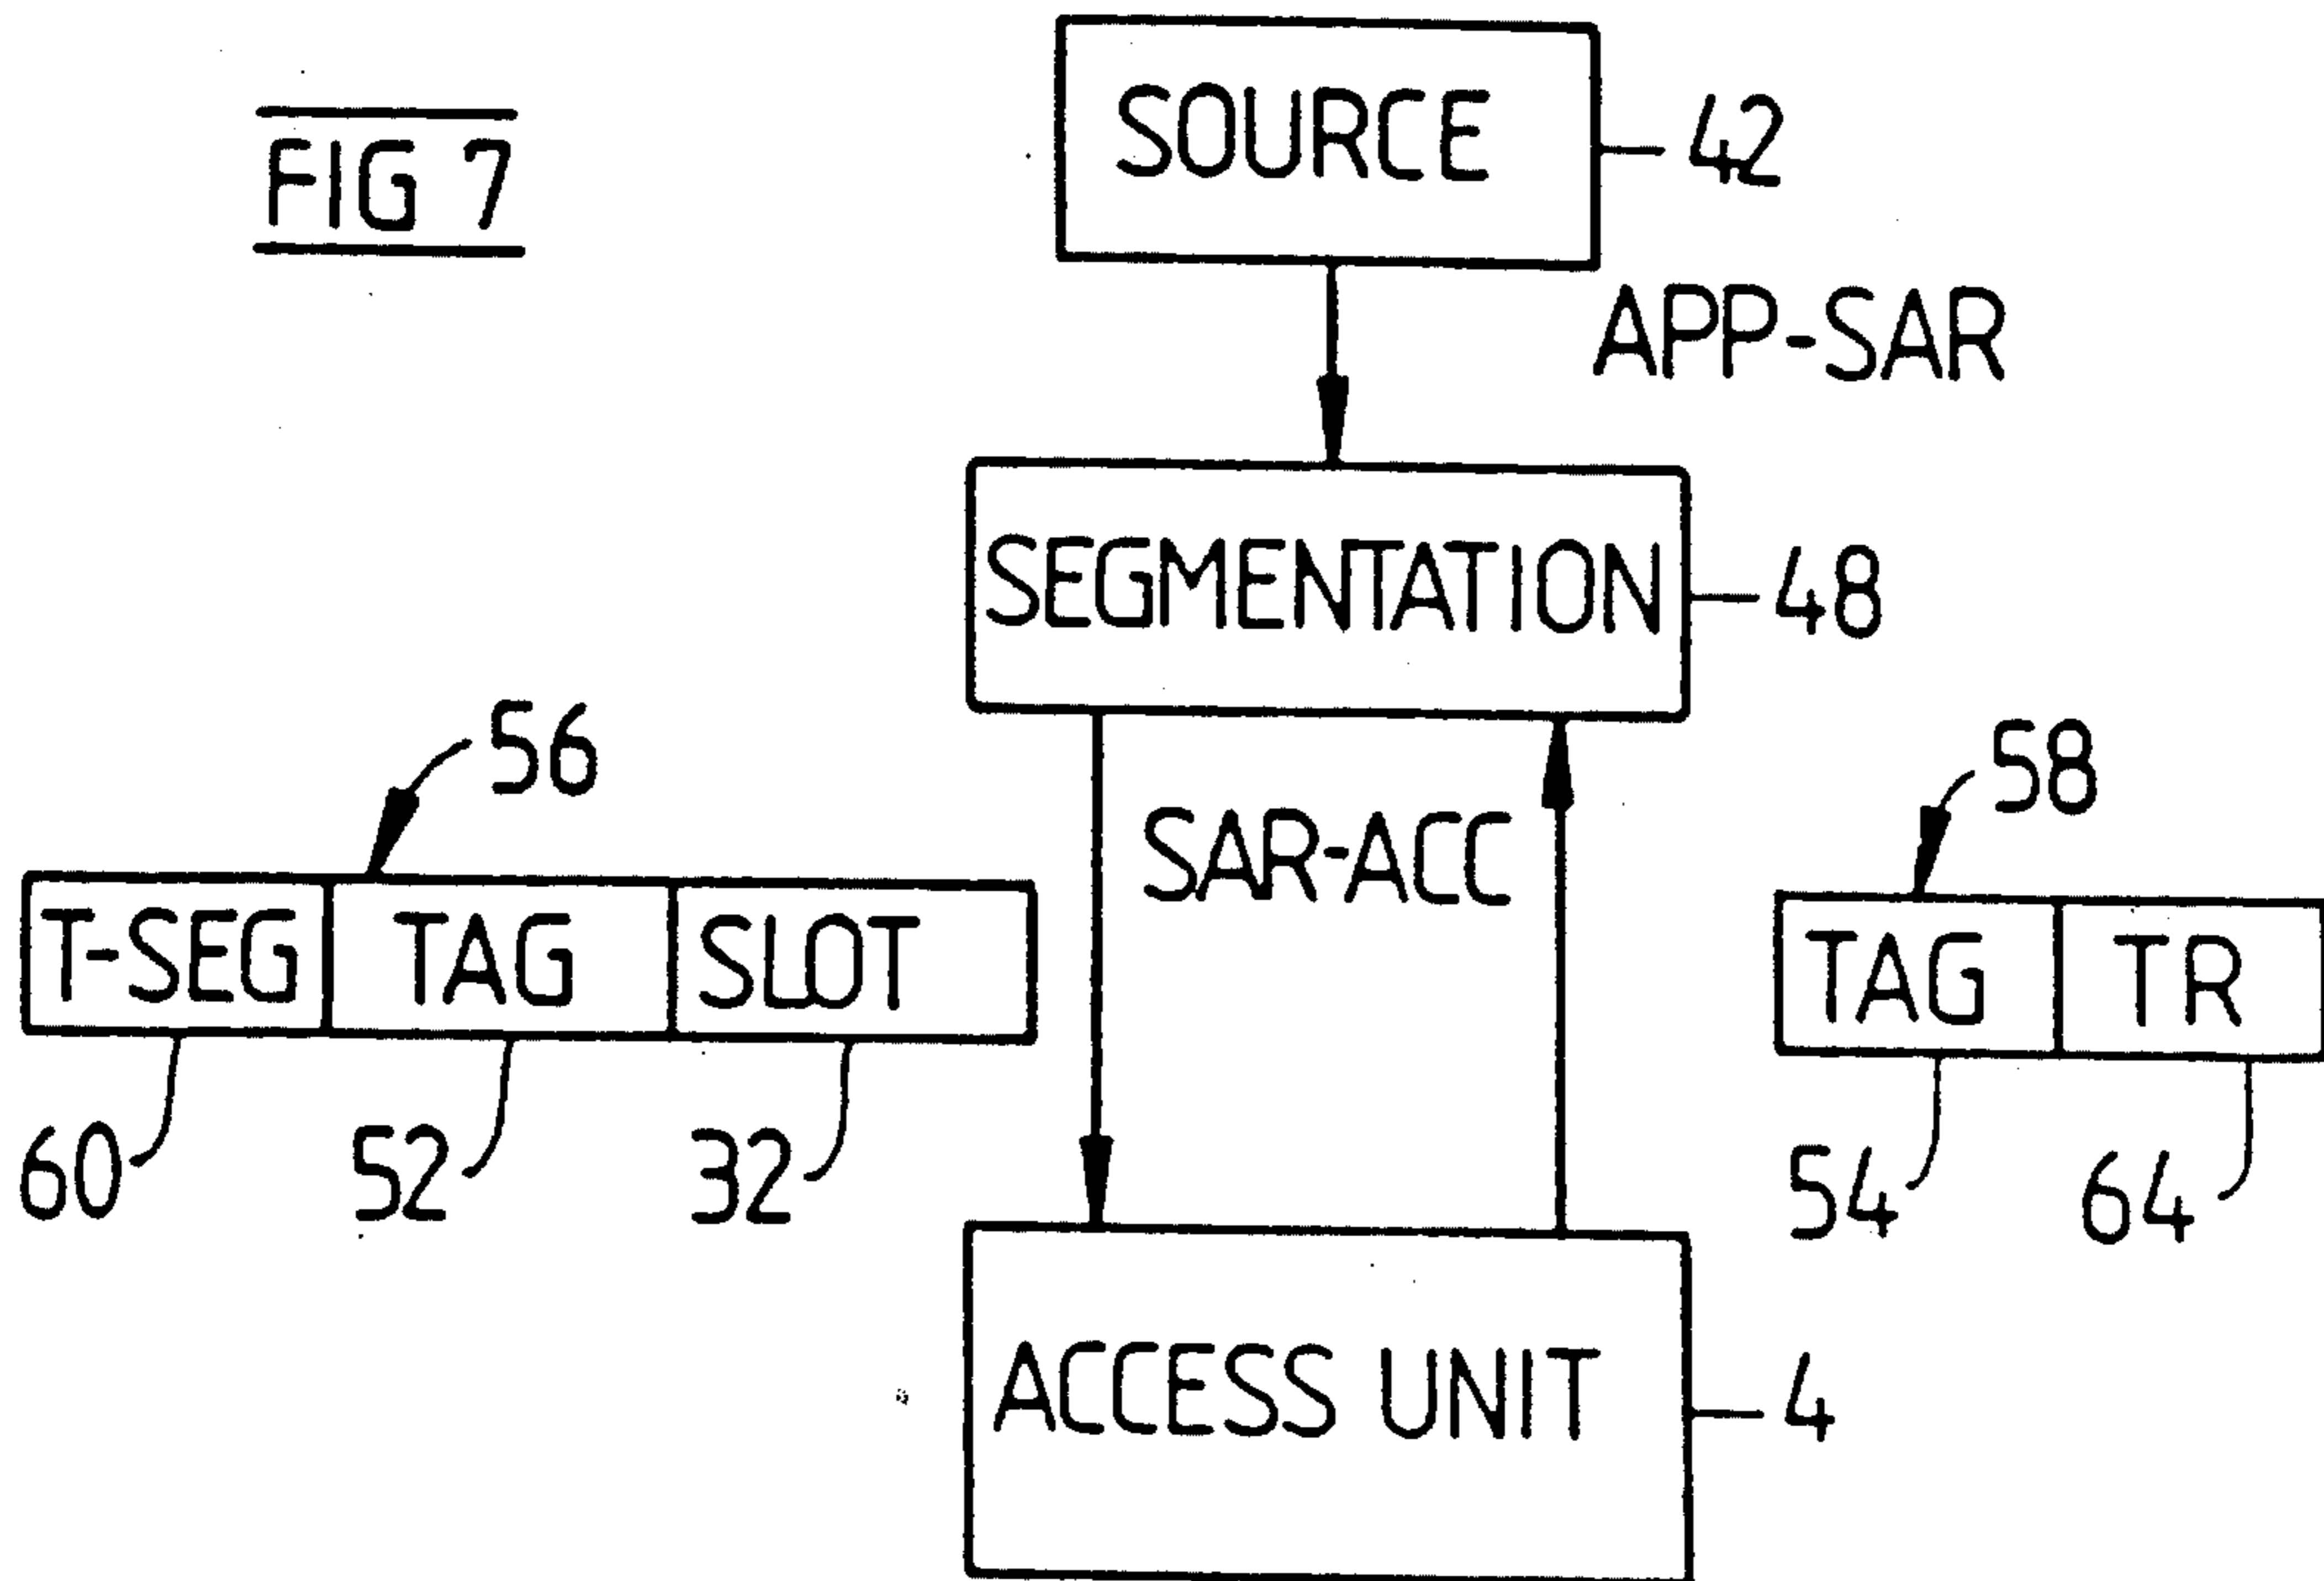 FIG 7
SOURCE
42
APP-SAR
SEGMENTATION
48
56
58
SAR-ACC
T-SEG TAG SLOT
TAG TR
60 52 32
54 64
ACCESS UNIT
4